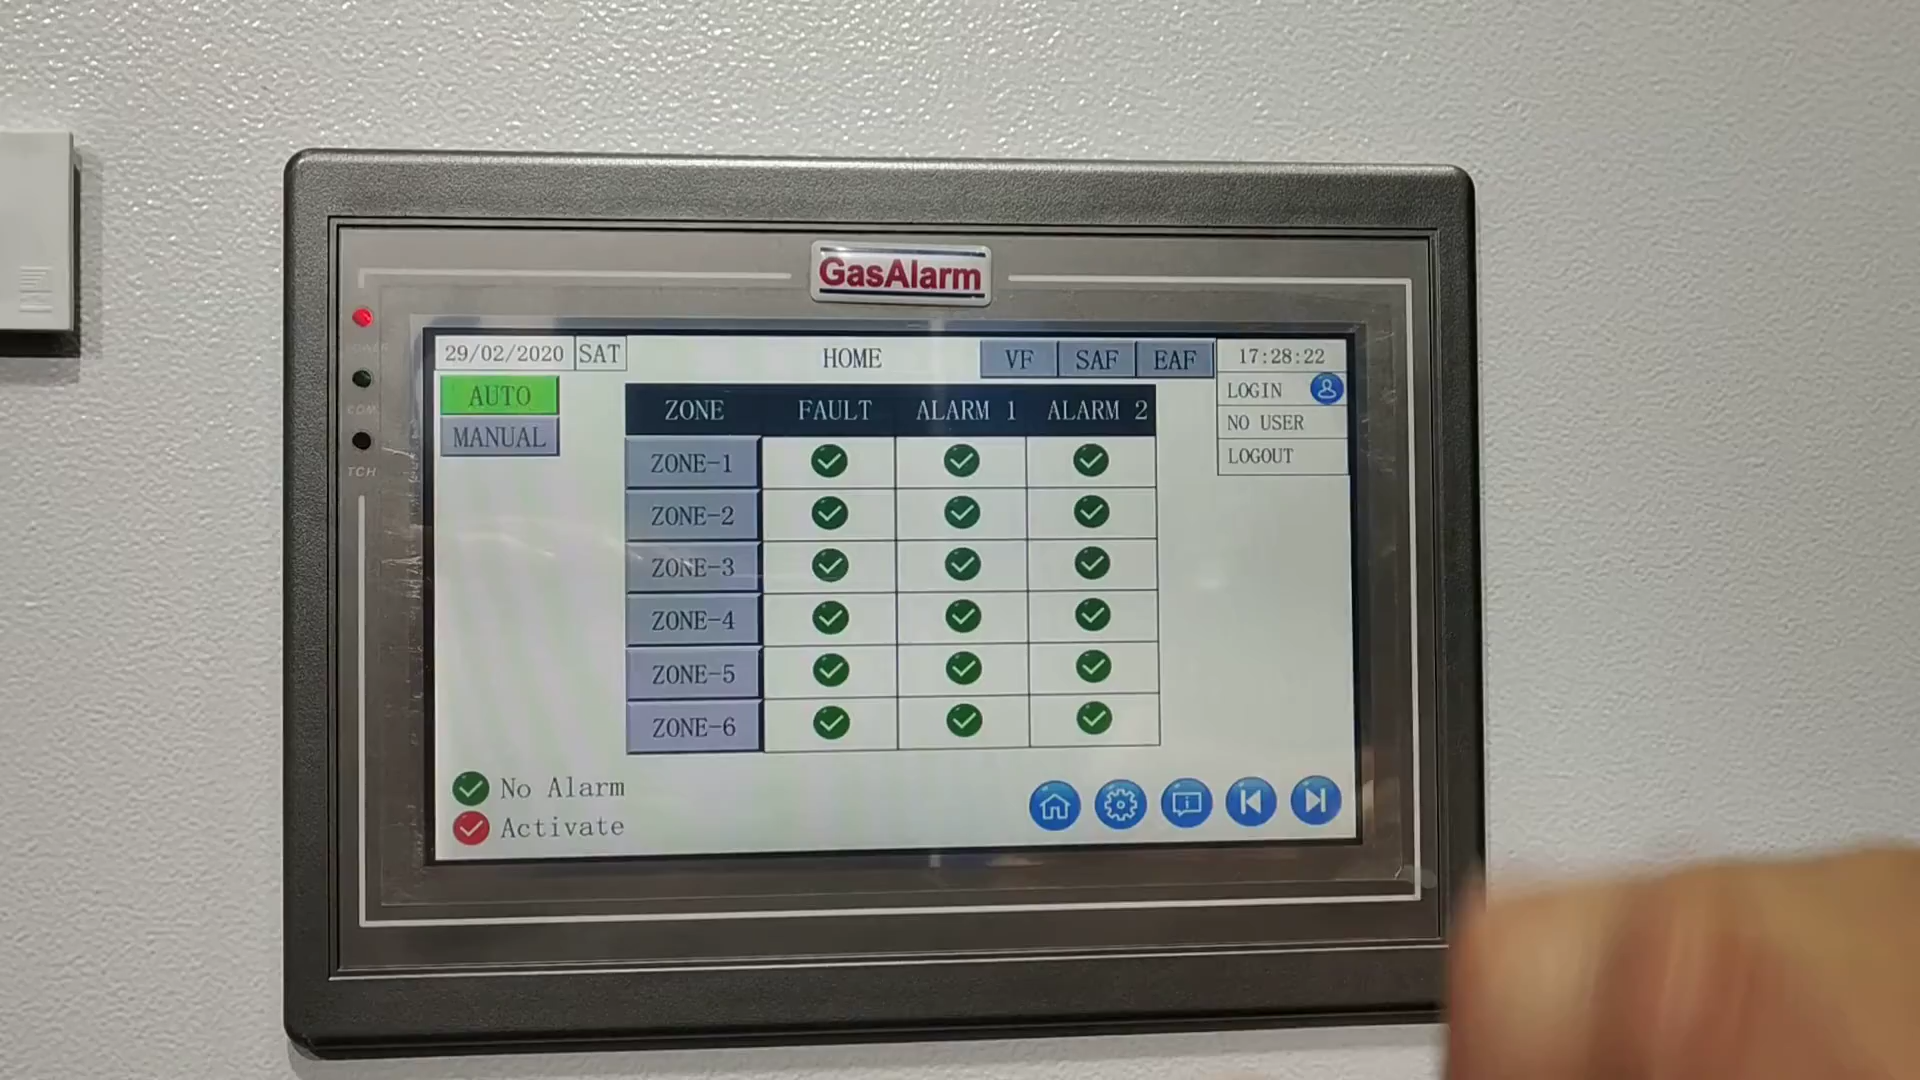 GasAlarm
29/02/2020 SAT HOME VF SAF EAF 17:28:22
AUTO
MANUAL
LOGIN
NO USER
LOGOUT
ZONE FAULT ALARM 1 ALARM 2
ZONE-1
ZONE-2
ZONE-3
ZONE-4
ZONE-5
ZONE-6
No Alarm
Activate
COM
TCH